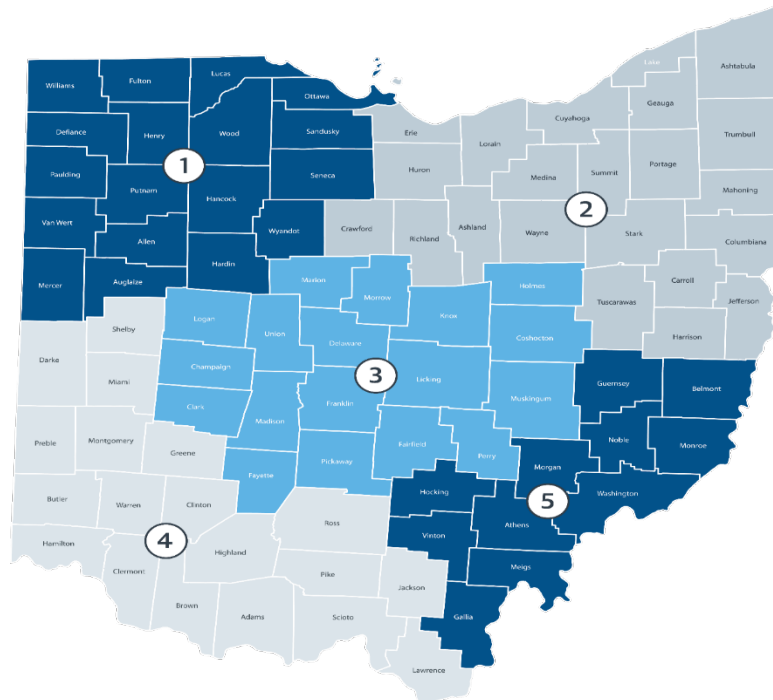 Williams
Fulton
Lucas
Ottawa
Defiance
Henry
Wood
Sandusky
Paulding
Putnam
Hancock
Seneca
Van Wert
Allen
Wyandot
Mercer
Auglaize
Hardin
1
Lake
Ashtabula
Geauga
Cuyahoga
Erie
Lorain
Trumbull
Huron
Medina
Summit
Portage
Mahoning
Crawford
Richland
Ashland
Wayne
Stark
Columbiana
2
Tuscarawas
Carroll
Jefferson
Harrison
Marion
Morrow
Knox
Holmes
Logan
Union
Delaware
Coshocton
Champaign
3
Licking
Clark
Madison
Franklin
Muskingum
Fairfield
Perry
Fayette
Pickaway
Shelby
Darke
Miami
Preble
Montgomery
Greene
Butler
Warren
Clinton
Ross
4
Hamilton
Clermont
Highland
Pike
Jackson
Brown
Adams
Scioto
Lawrence
Guernsey
Belmont
Noble
Monroe
Morgan
Washington
5
Hocking
Athens
Vinton
Meigs
Gallia